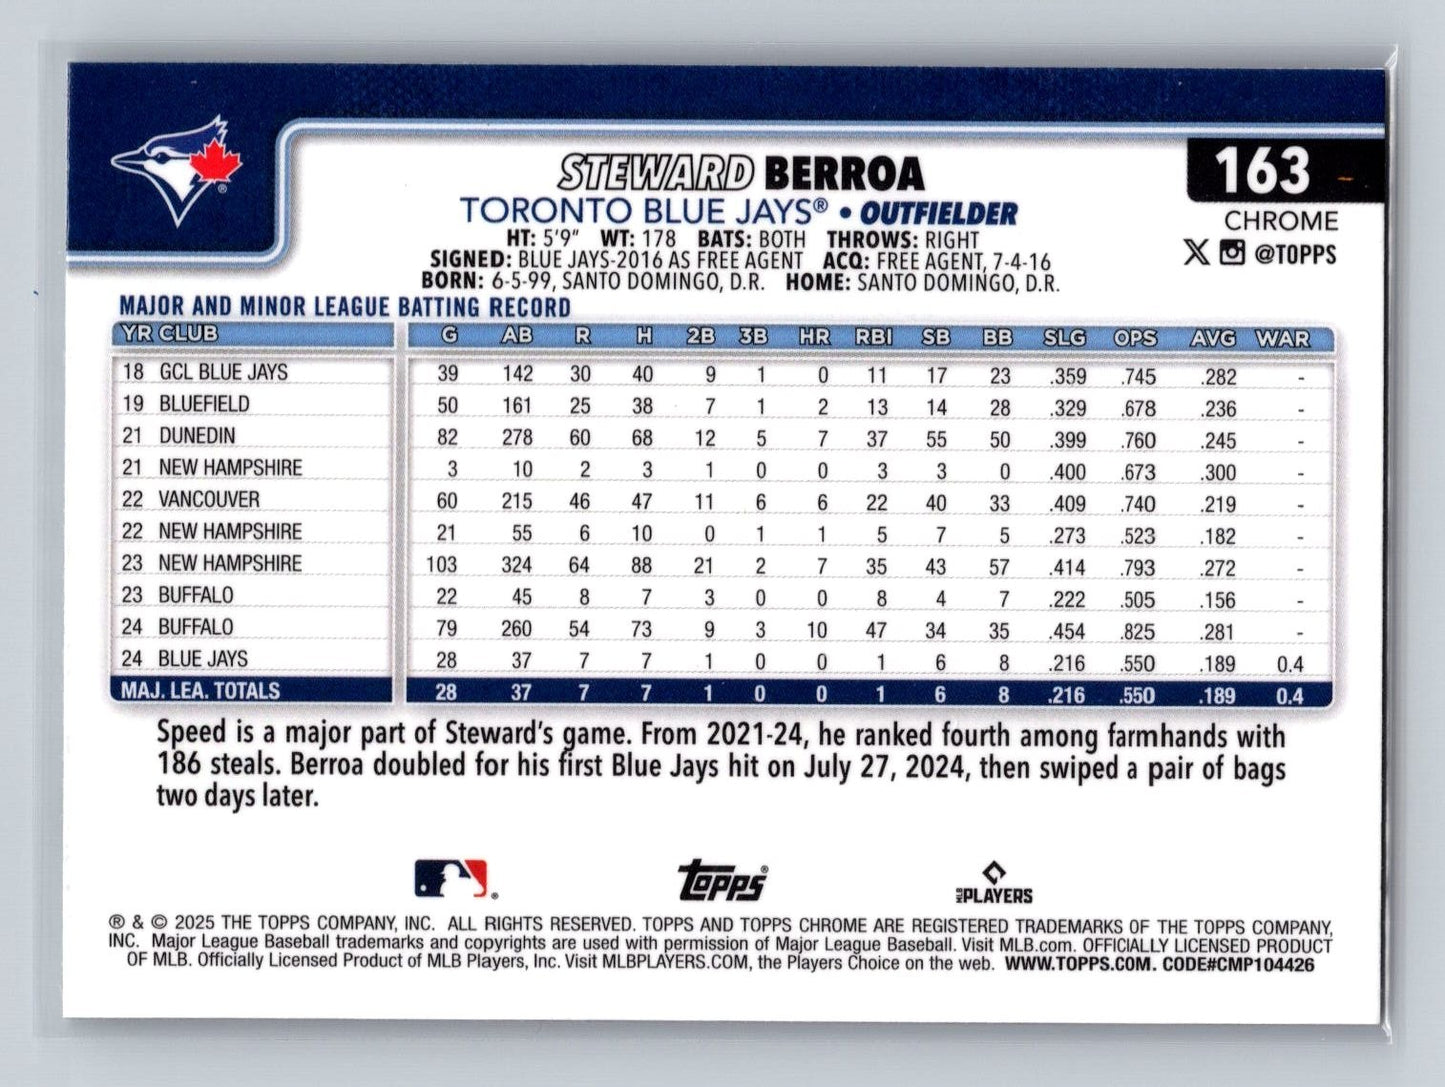 STEWARD BERROA
163
TORONTO BLUE JAYS® • OUTFIELDER
CHROME
HT: 5'9" WT: 178 BATS: BOTH THROWS: RIGHT
@TOPPS
SIGNED: BLUE JAYS-2016 AS FREE AGENT ACQ: FREE AGENT, 7-4-16
BORN: 6-5-99, SANTO DOMINGO, D.R. HOME: SANTO DOMINGO, D.R.
MAJOR AND MINOR LEAGUE BATTING RECORD
YR CLUB G AB R H 2B 3B HR RBI SB BB SLG OPS AVG WAR
18 GCL BLUE JAYS 39 142 30 40 9 1 0 11 17 23 .359 .745 .282 -
19 BLUEFIELD 50 161 25 38 7 1 2 13 14 28 .329 .678 .236 -
21 DUNEDIN 82 278 60 68 12 5 7 37 55 50 .399 .760 .245 -
21 NEW HAMPSHIRE 3 10 2 3 1 0 0 3 3 0 .400 .673 .300 -
22 VANCOUVER 60 215 46 47 11 6 6 22 40 33 .409 .740 .219 -
22 NEW HAMPSHIRE 21 55 6 10 0 1 1 5 7 5 .273 .523 .182 -
23 NEW HAMPSHIRE 103 324 64 88 21 2 7 35 43 57 .414 .793 .272 -
23 BUFFALO 22 45 8 7 3 0 0 8 4 7 .222 .505 .156 -
24 BUFFALO 79 260 54 73 9 3 10 47 34 35 .454 .825 .281 -
24 BLUE JAYS 28 37 7 7 1 0 0 1 6 8 .216 .550 .189 0.4
MAJ. LEA. TOTALS 28 37 7 7 1 0 0 1 6 8 .216 .550 .189 0.4
Speed is a major part of Steward's game. From 2021-24, he ranked fourth among farmhands with
186 steals. Berroa doubled for his first Blue Jays hit on July 27, 2024, then swiped a pair of bags
two days later.
topps®
MLB PLAYERS
® & © 2025 THE TOPPS COMPANY, INC. ALL RIGHTS RESERVED. TOPPS AND TOPPS CHROME ARE REGISTERED TRADEMARKS OF THE TOPPS COMPANY,
INC. Major League Baseball trademarks and copyrights are used with permission of Major League Baseball. Visit MLB.com. OFFICIALLY LICENSED PRODUCT
OF MLB. Officially Licensed Product of MLB Players, Inc. Visit MLBPLAYERS.COM, the Players Choice on the web. WWW.TOPPS.COM. CODE#CMP104426